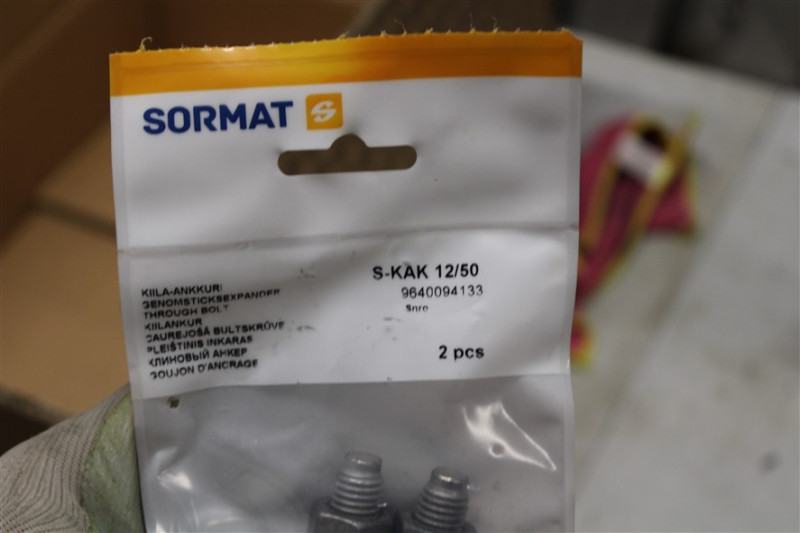 SORMAT S
S-KAK 12/50
9640094133
2 pcs
KIILA-ANKKURI
GENOMSTICKSEXPANDER
THROUGH BOLT
KIILANKUR
CAUREJOŠĀ BULTSKRŪVE
PLEIŠTINIS INKARAS
КЛИНОВЫЙ АНКЕР
GOUJON D'ANCRAGE